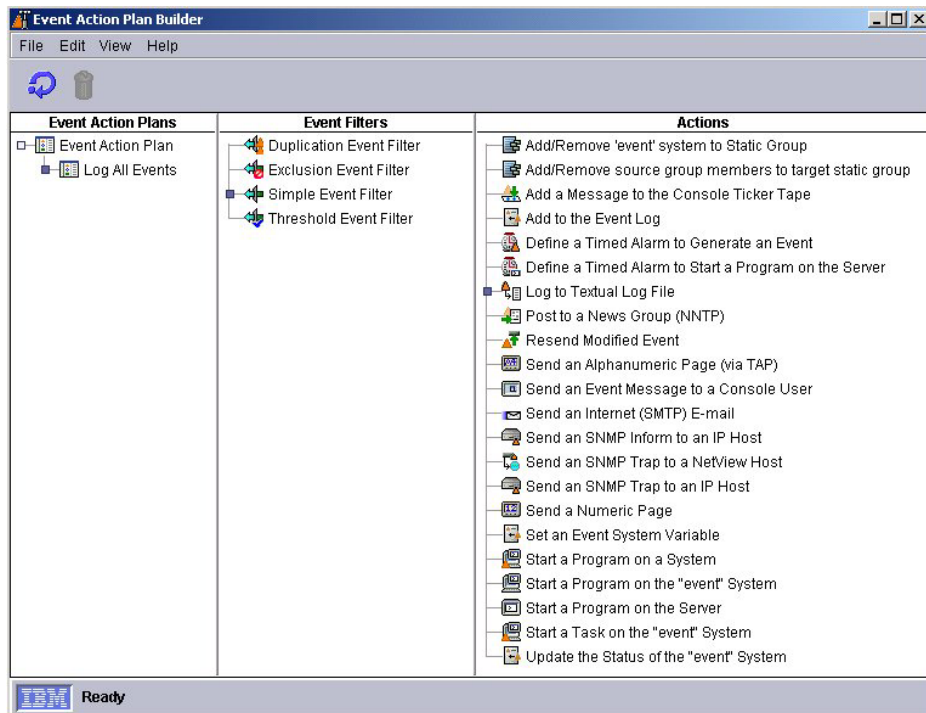 Event Action Plan Builder
File Edit View Help
Event Action Plans
Event Action Plan
Log All Events
Event Filters
Duplication Event Filter
Exclusion Event Filter
Simple Event Filter
Threshold Event Filter
Actions
Add/Remove 'event' system to Static Group
Add/Remove source group members to target static group
Add a Message to the Console Ticker Tape
Add to the Event Log
Define a Timed Alarm to Generate an Event
Define a Timed Alarm to Start a Program on the Server
Log to Textual Log File
Post to a News Group (NNTP)
Resend Modified Event
Send an Alphanumeric Page (via TAP)
Send an Event Message to a Console User
Send an Internet (SMTP) E-mail
Send an SNMP Inform to an IP Host
Send an SNMP Trap to a NetView Host
Send an SNMP Trap to an IP Host
Send a Numeric Page
Set an Event System Variable
Start a Program on a System
Start a Program on the "event" System
Start a Program on the Server
Start a Task on the "event" System
Update the Status of the "event" System
IBM Ready